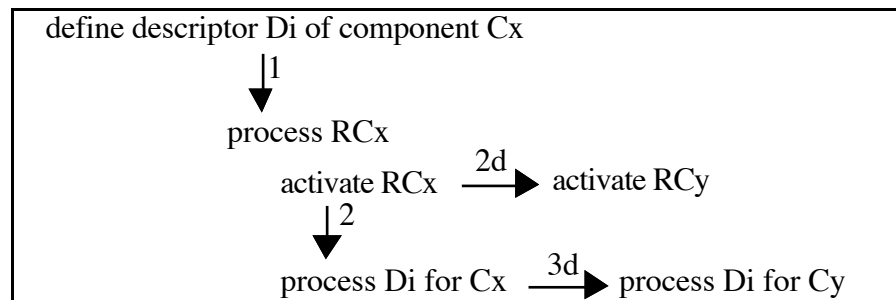 define descriptor Di of component Cx
1
process RCx
activate RCx 2d activate RCy
2
process Di for Cx 3d process Di for Cy